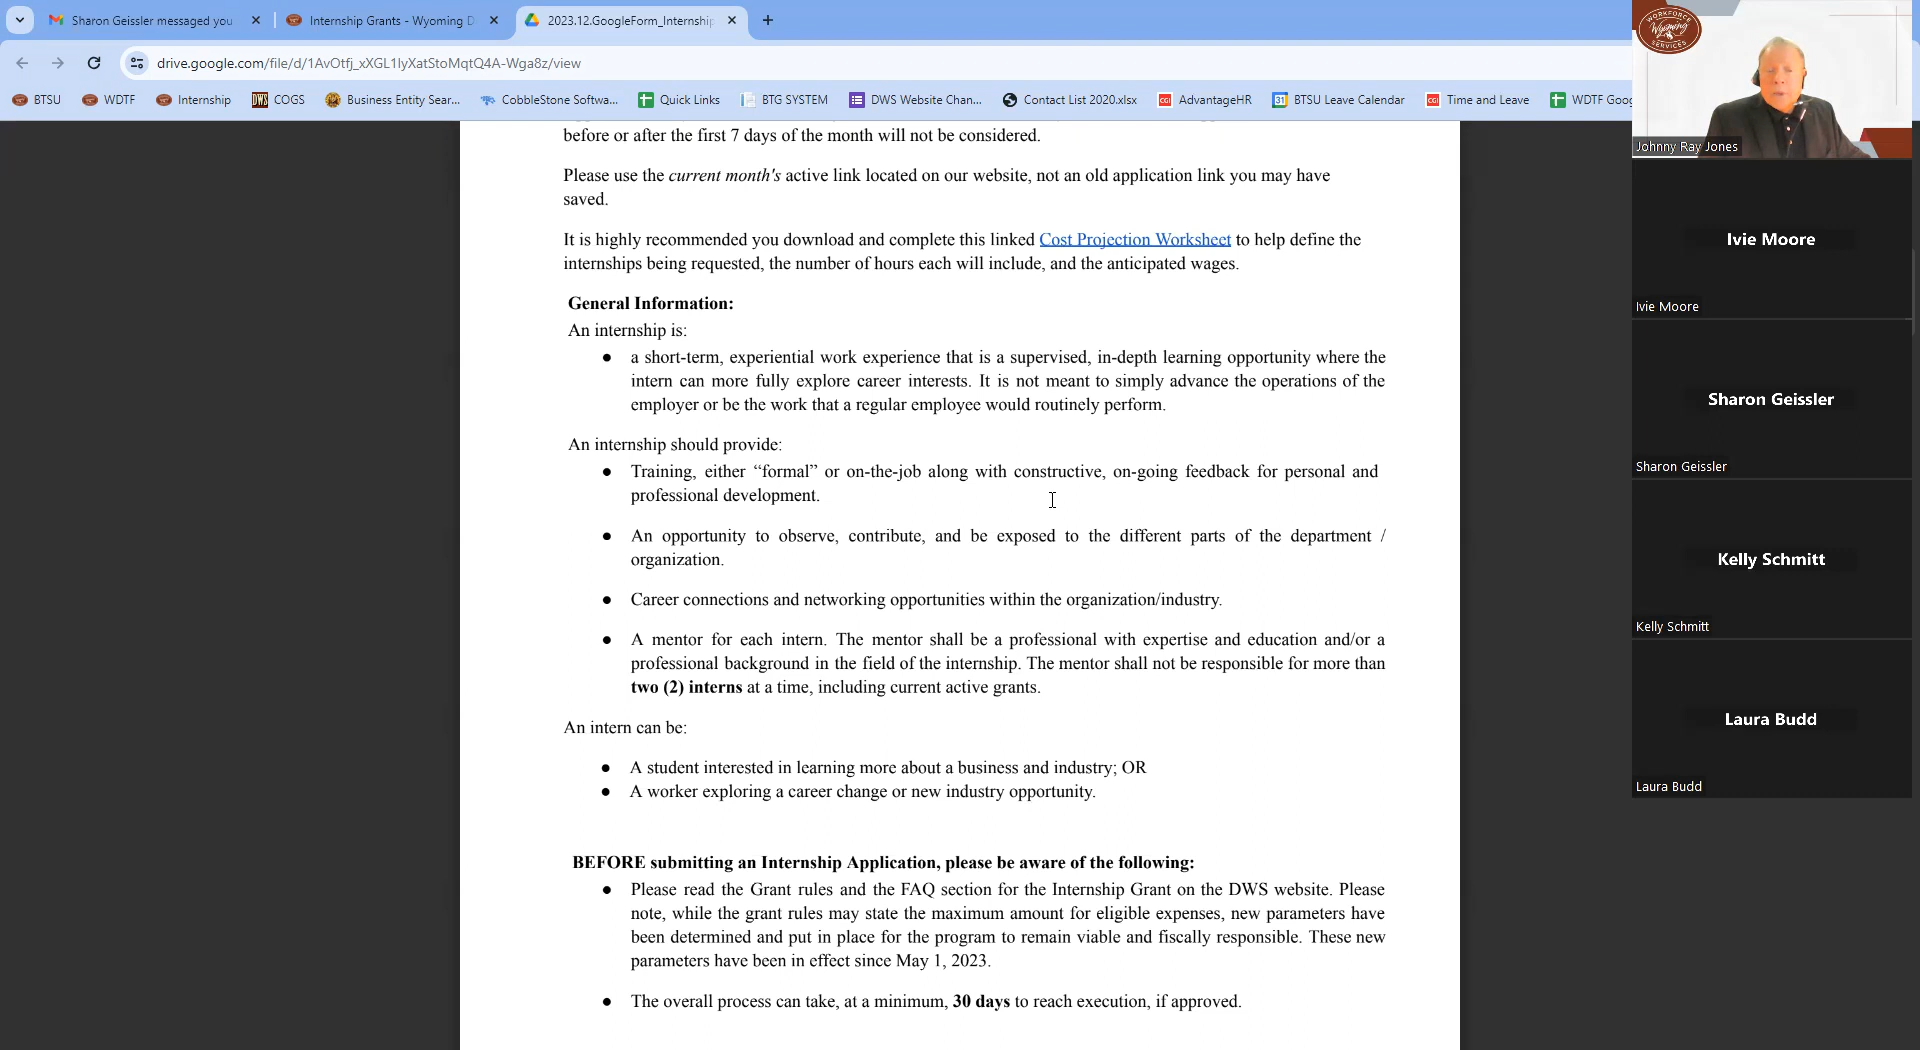 Sharon Geissler messaged you
Internship Grants - Wyoming D
2023.12.GoogleForm_Internship
drive.google.com/file/d/1AvOtfj_xXGL1IyXatStoMqtQ4A-Wga8z/view
BTSU
WDTF
Internship
COGS
Business Entity Sear...
CobbleStone Softwa...
Quick Links
BTG SYSTEM
DWS Website Chan...
Contact List 2020.xlsx
AdvantageHR
BTSU Leave Calendar
Time and Leave
WDTF Goog
before or after the first 7 days of the month will not be considered.
Please use the current month's active link located on our website, not an old application link you may have
saved.
It is highly recommended you download and complete this linked Cost Projection Worksheet to help define the
internships being requested, the number of hours each will include, and the anticipated wages.
General Information:
An internship is:
● a short-term, experiential work experience that is a supervised, in-depth learning opportunity where the
intern can more fully explore career interests. It is not meant to simply advance the operations of the
employer or be the work that a regular employee would routinely perform.
An internship should provide:
● Training, either “formal” or on-the-job along with constructive, on-going feedback for personal and
professional development.
● An opportunity to observe, contribute, and be exposed to the different parts of the department /
organization.
● Career connections and networking opportunities within the organization/industry.
● A mentor for each intern. The mentor shall be a professional with expertise and education and/or a
professional background in the field of the internship. The mentor shall not be responsible for more than
two (2) interns at a time, including current active grants.
An intern can be:
● A student interested in learning more about a business and industry; OR
● A worker exploring a career change or new industry opportunity.
BEFORE submitting an Internship Application, please be aware of the following:
● Please read the Grant rules and the FAQ section for the Internship Grant on the DWS website. Please
note, while the grant rules may state the maximum amount for eligible expenses, new parameters have
been determined and put in place for the program to remain viable and fiscally responsible. These new
parameters have been in effect since May 1, 2023.
● The overall process can take, at a minimum, 30 days to reach execution, if approved.
WORKFORCE
Wyoming
SERVICES
Johnny Ray Jones
Ivie Moore
Ivie Moore
Sharon Geissler
Sharon Geissler
Kelly Schmitt
Kelly Schmitt
Laura Budd
Laura Budd